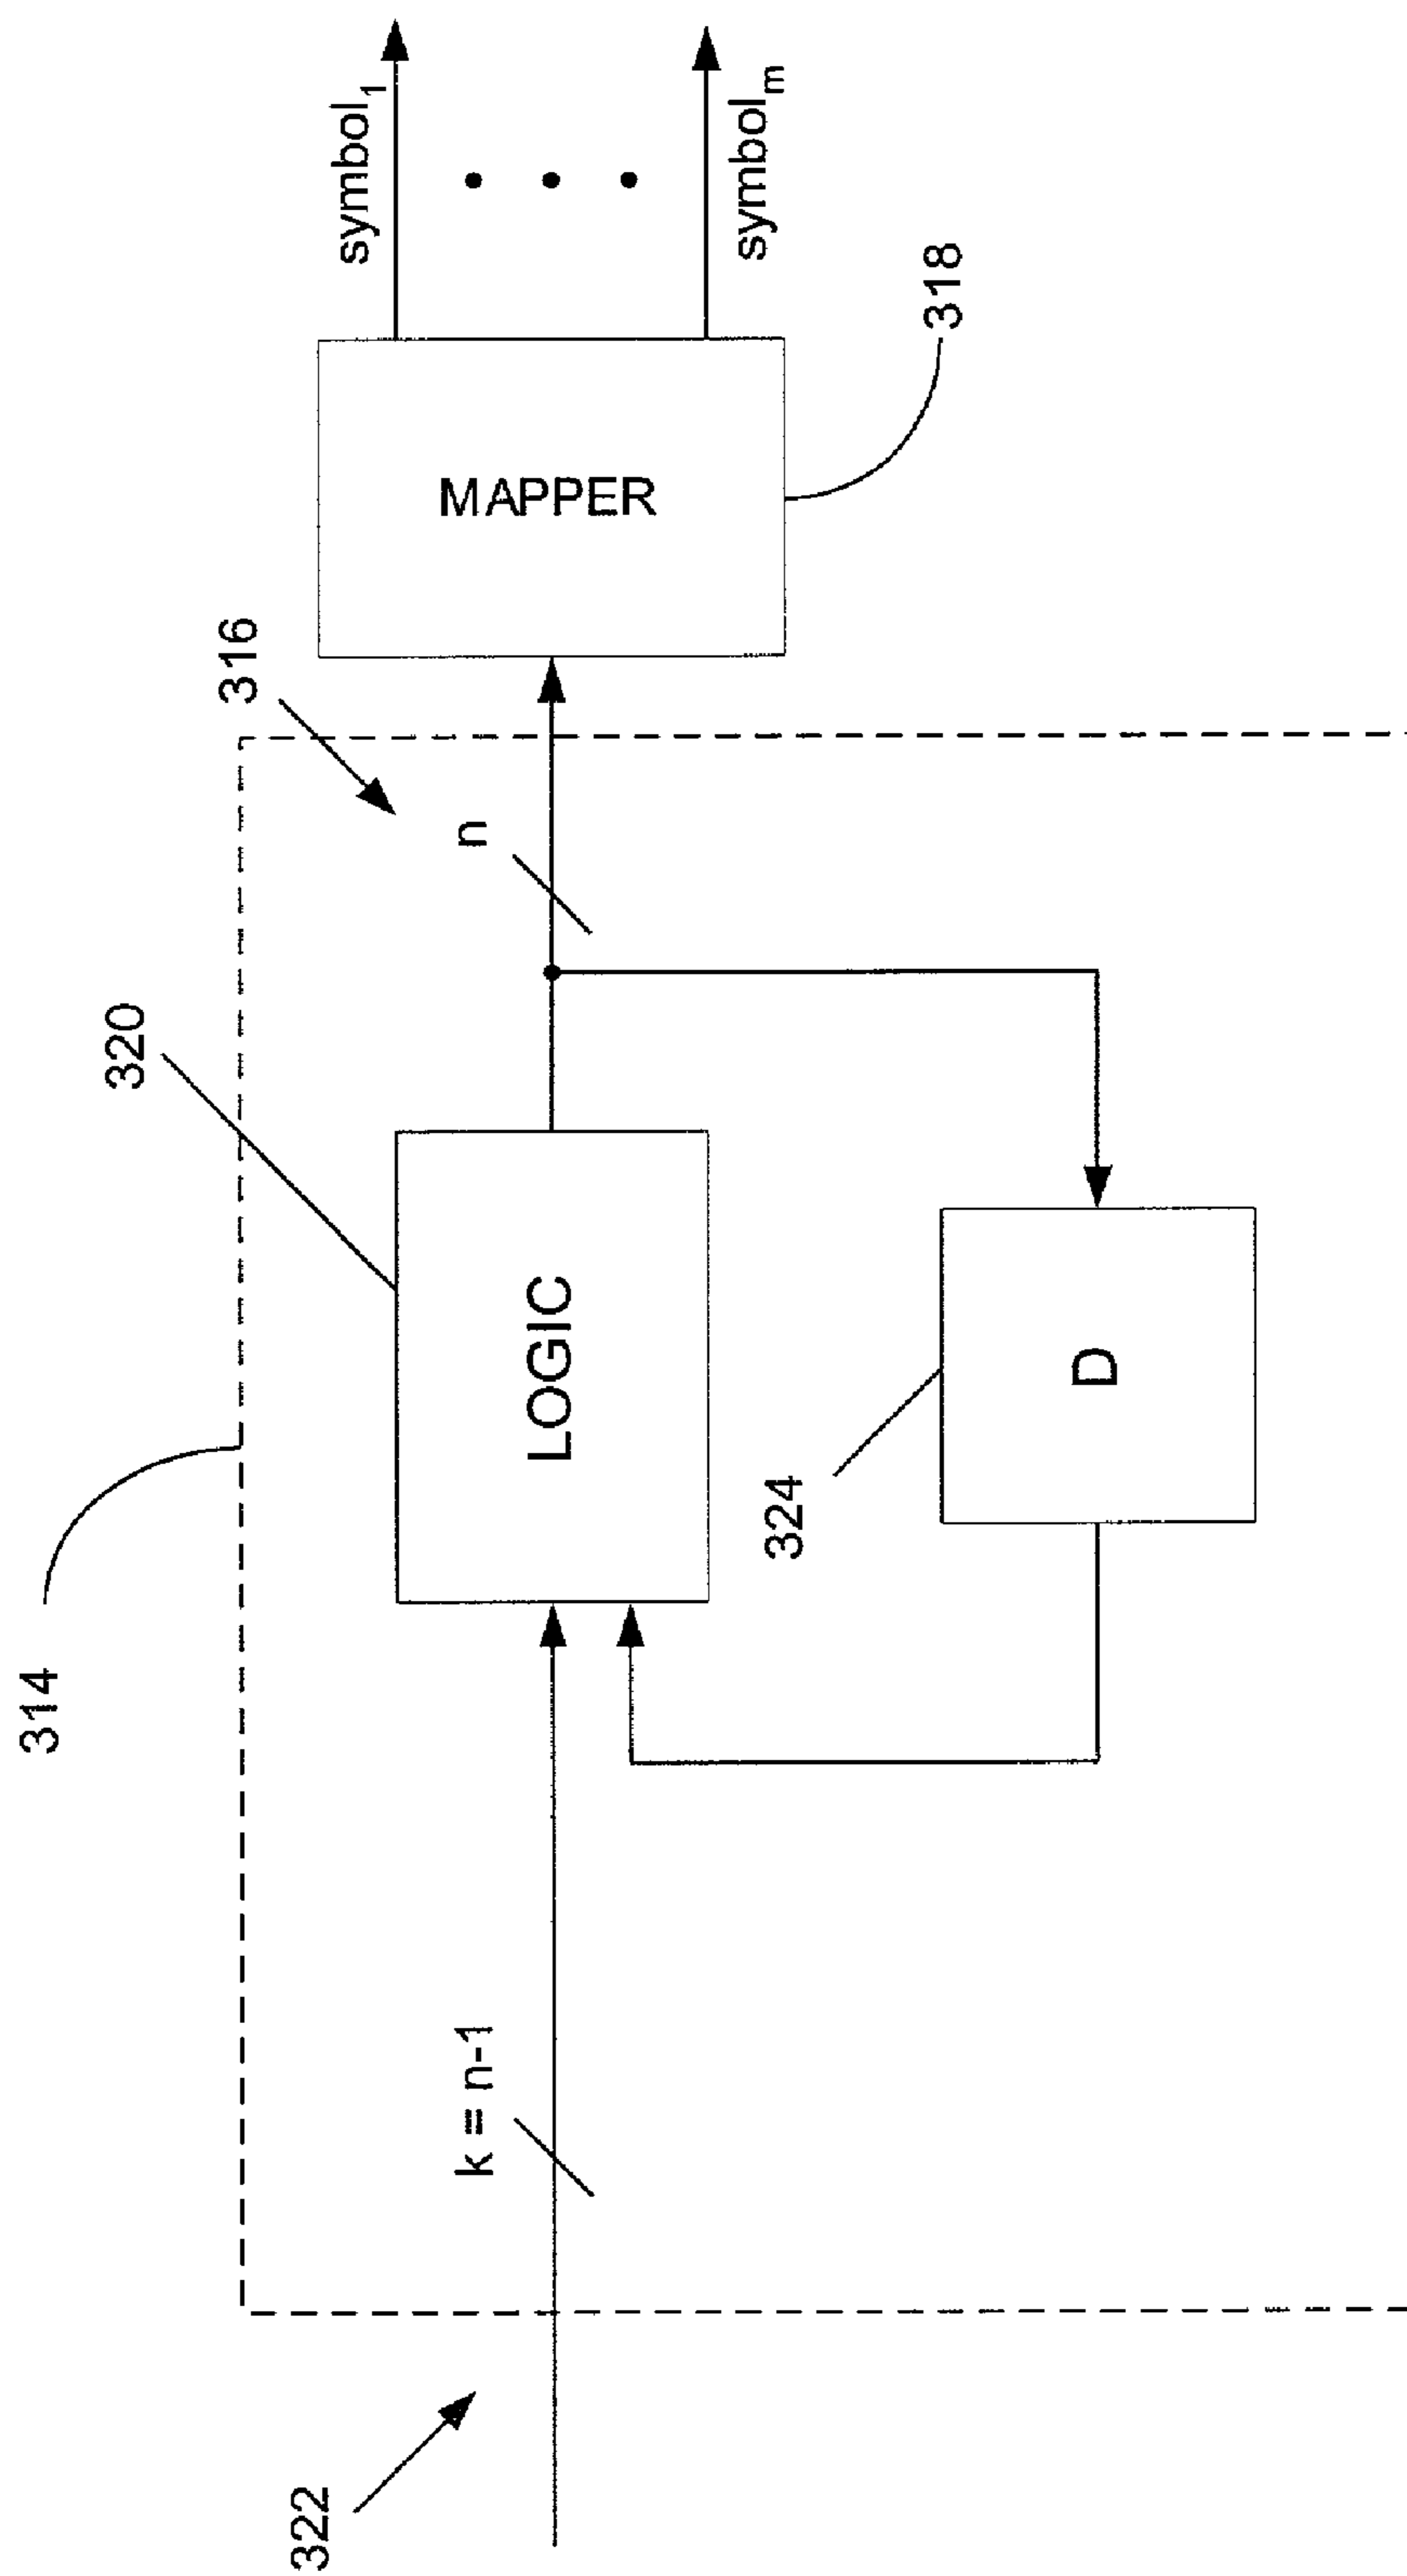 314
320
316
322
k = n-1
LOGIC
n
MAPPER
symbol₁
symbolₘ
318
324
D